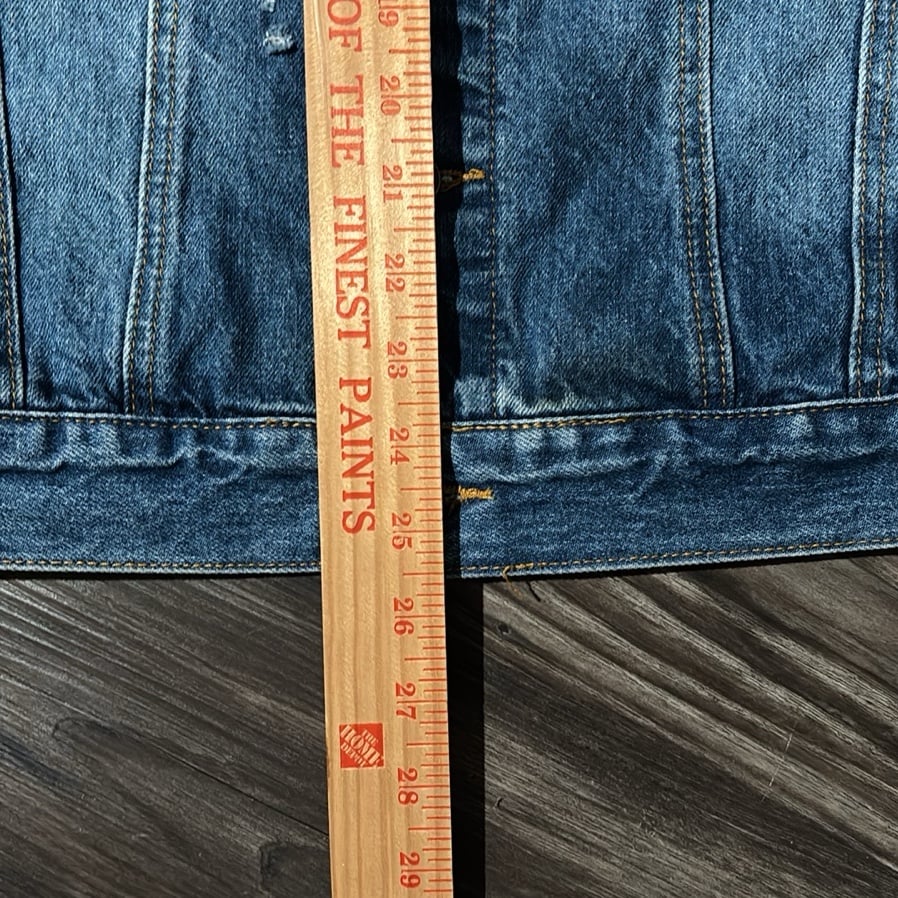 OF THE FINEST PAINTS
19
20
21
22
23
24
25
26
27
28
29
THE
HOME
DEPOT